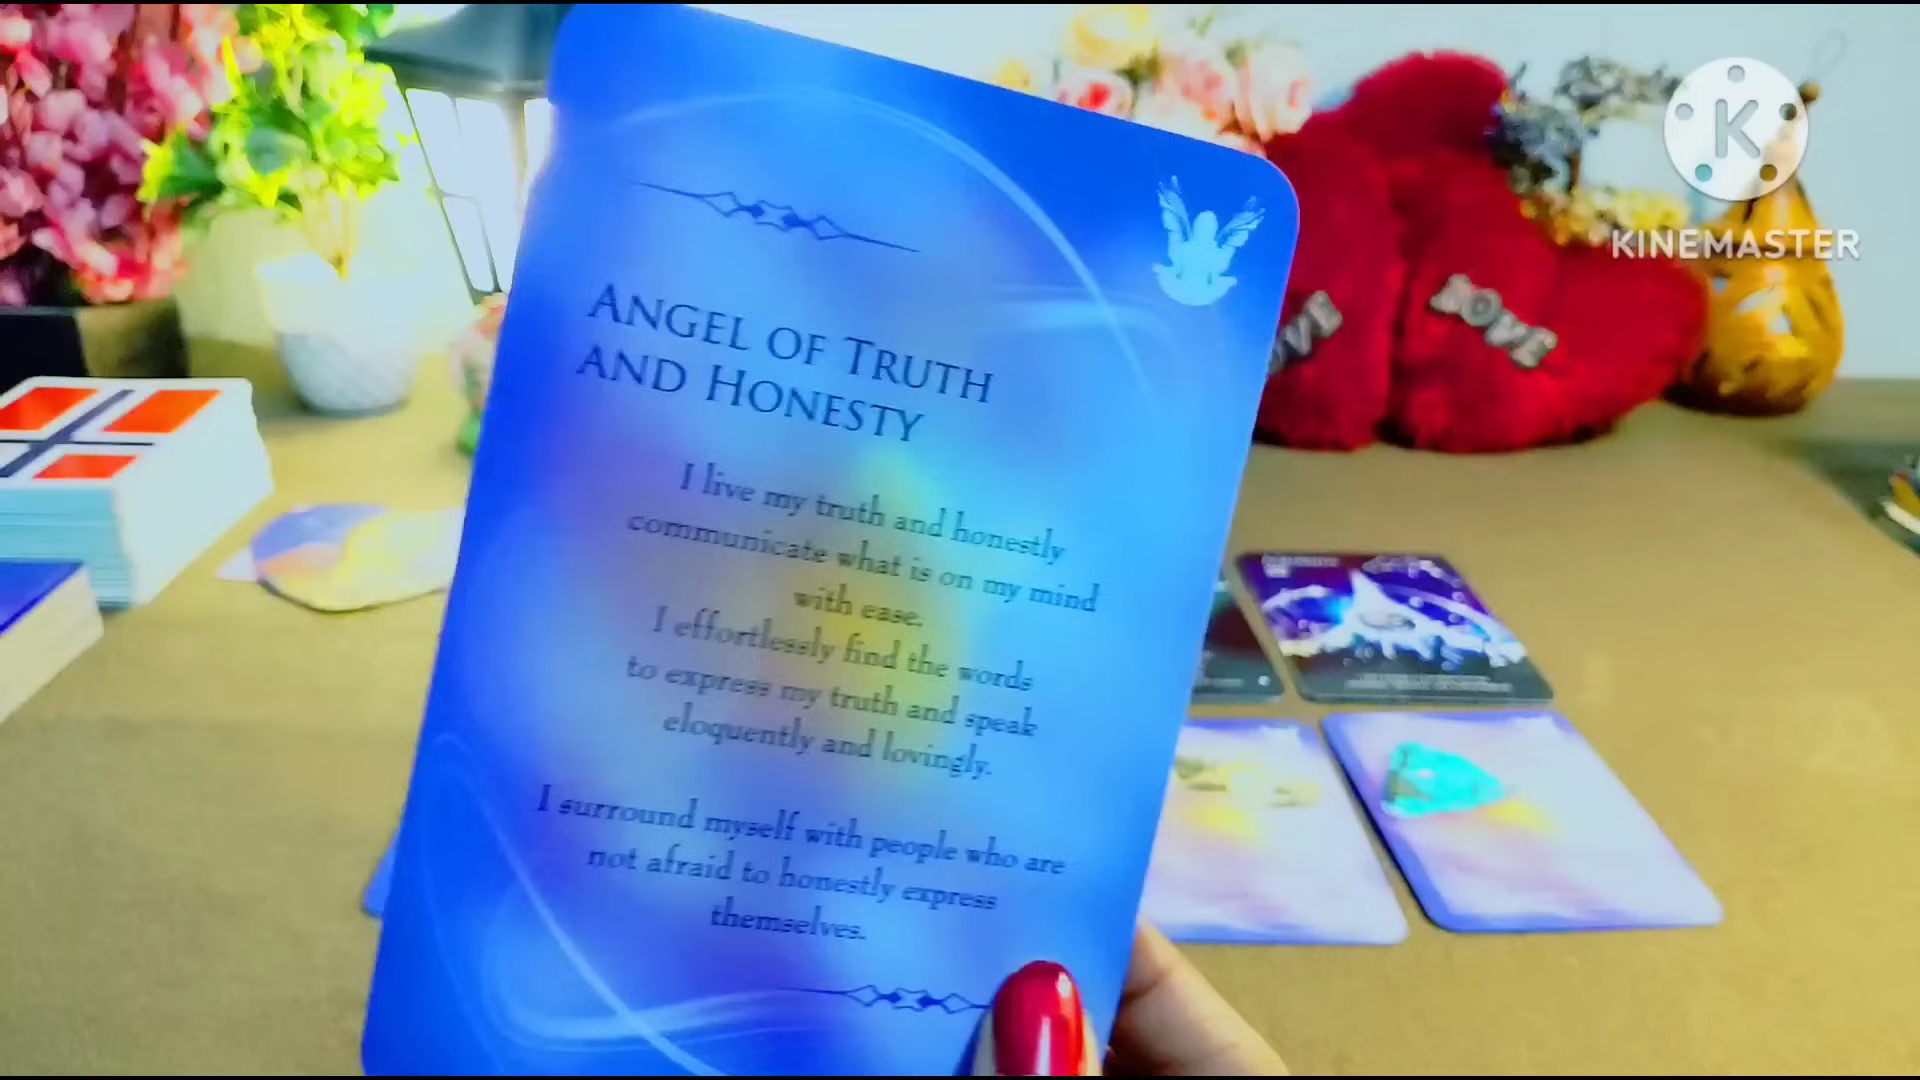 K
KINEMASTER
ANGEL OF TRUTH
AND HONESTY
LOVE
I live my truth and honestly
communicate what is on my mind
with ease.
I effortlessly find the words
to express my truth and speak
eloquently and lovingly.
I surround myself with people who are
not afraid to honestly express
themselves.